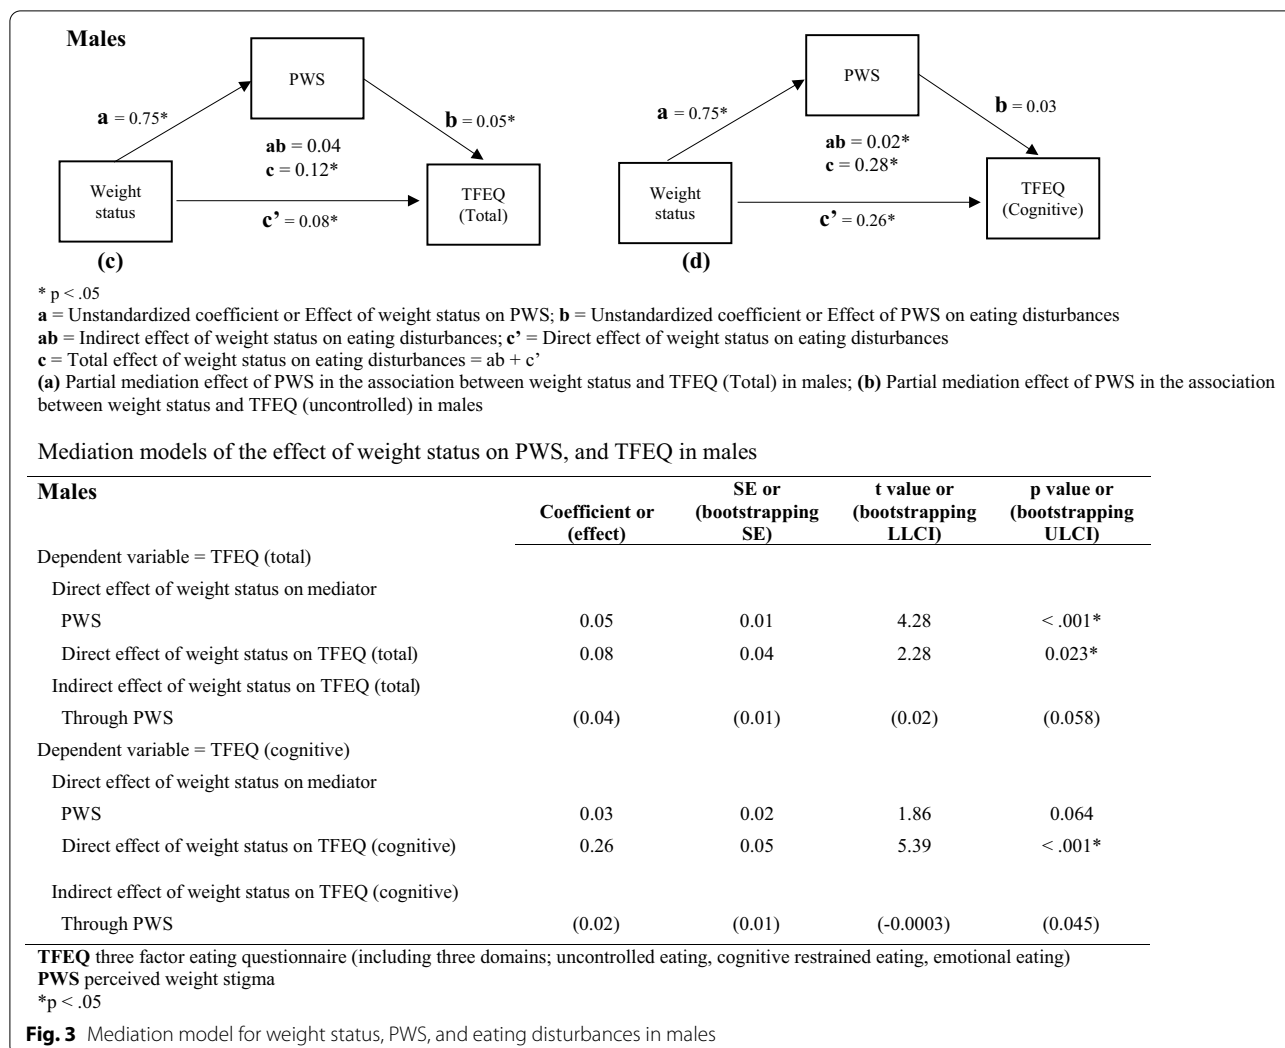 Males
PWS
a = 0.75*
b = 0.05*
ab = 0.04
c = 0.12*
Weight
status
TFEQ
(Total)
c’ = 0.08*
(c)
PWS
a = 0.75*
b = 0.03
ab = 0.02*
c = 0.28*
Weight
status
TFEQ
(Cognitive)
c’ = 0.26*
(d)
* p < .05
a = Unstandardized coefficient or Effect of weight status on PWS; b = Unstandardized coefficient or Effect of PWS on eating disturbances
ab = Indirect effect of weight status on eating disturbances; c’ = Direct effect of weight status on eating disturbances
c = Total effect of weight status on eating disturbances = ab + c’
(a) Partial mediation effect of PWS in the association between weight status and TFEQ (Total) in males; (b) Partial mediation effect of PWS in the association
between weight status and TFEQ (uncontrolled) in males
Mediation models of the effect of weight status on PWS, and TFEQ in males
Males
Coefficient or
(effect)
SE or
(bootstrapping
SE)
t value or
(bootstrapping
LLCI)
p value or
(bootstrapping
ULCI)
Dependent variable = TFEQ (total)
Direct effect of weight status on mediator
PWS 0.05 0.01 4.28 < .001*
Direct effect of weight status on TFEQ (total) 0.08 0.04 2.28 0.023*
Indirect effect of weight status on TFEQ (total)
Through PWS (0.04) (0.01) (0.02) (0.058)
Dependent variable = TFEQ (cognitive)
Direct effect of weight status on mediator
PWS 0.03 0.02 1.86 0.064
Direct effect of weight status on TFEQ (cognitive) 0.26 0.05 5.39 < .001*
Indirect effect of weight status on TFEQ (cognitive)
Through PWS (0.02) (0.01) (-0.0003) (0.045)
TFEQ three factor eating questionnaire (including three domains; uncontrolled eating, cognitive restrained eating, emotional eating)
PWS perceived weight stigma
*p < .05
Fig. 3 Mediation model for weight status, PWS, and eating disturbances in males